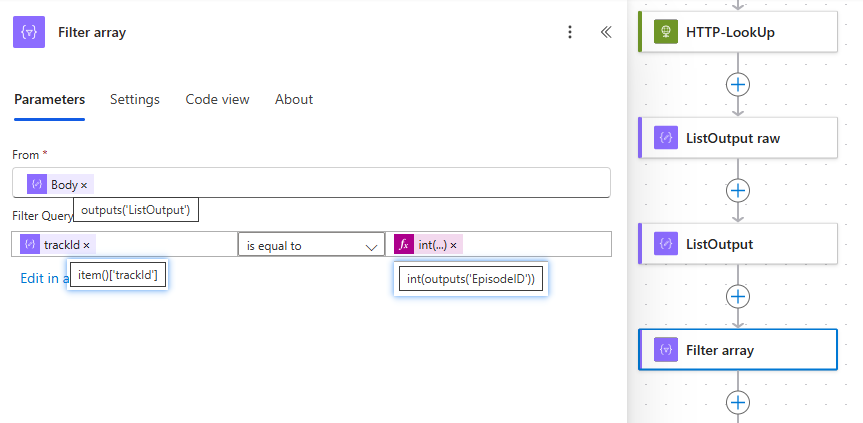 Filter array
Parameters
Settings
Code view
About
From *
Body ×
outputs('ListOutput')
Filter Query
trackId ×
is equal to
fx int(...) ×
item()['trackId']
int(outputs('EpisodeID'))
Edit in a
HTTP-LookUp
ListOutput raw
ListOutput
Filter array